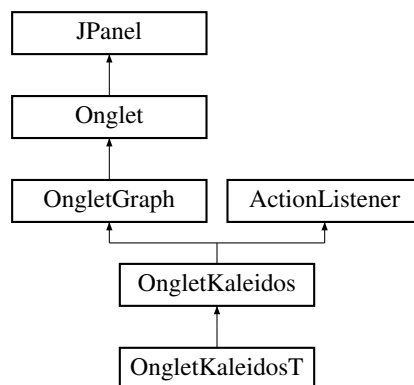 JPanel
Onglet
OngletGraph
ActionListener
OngletKaleidos
OngletKaleidosT